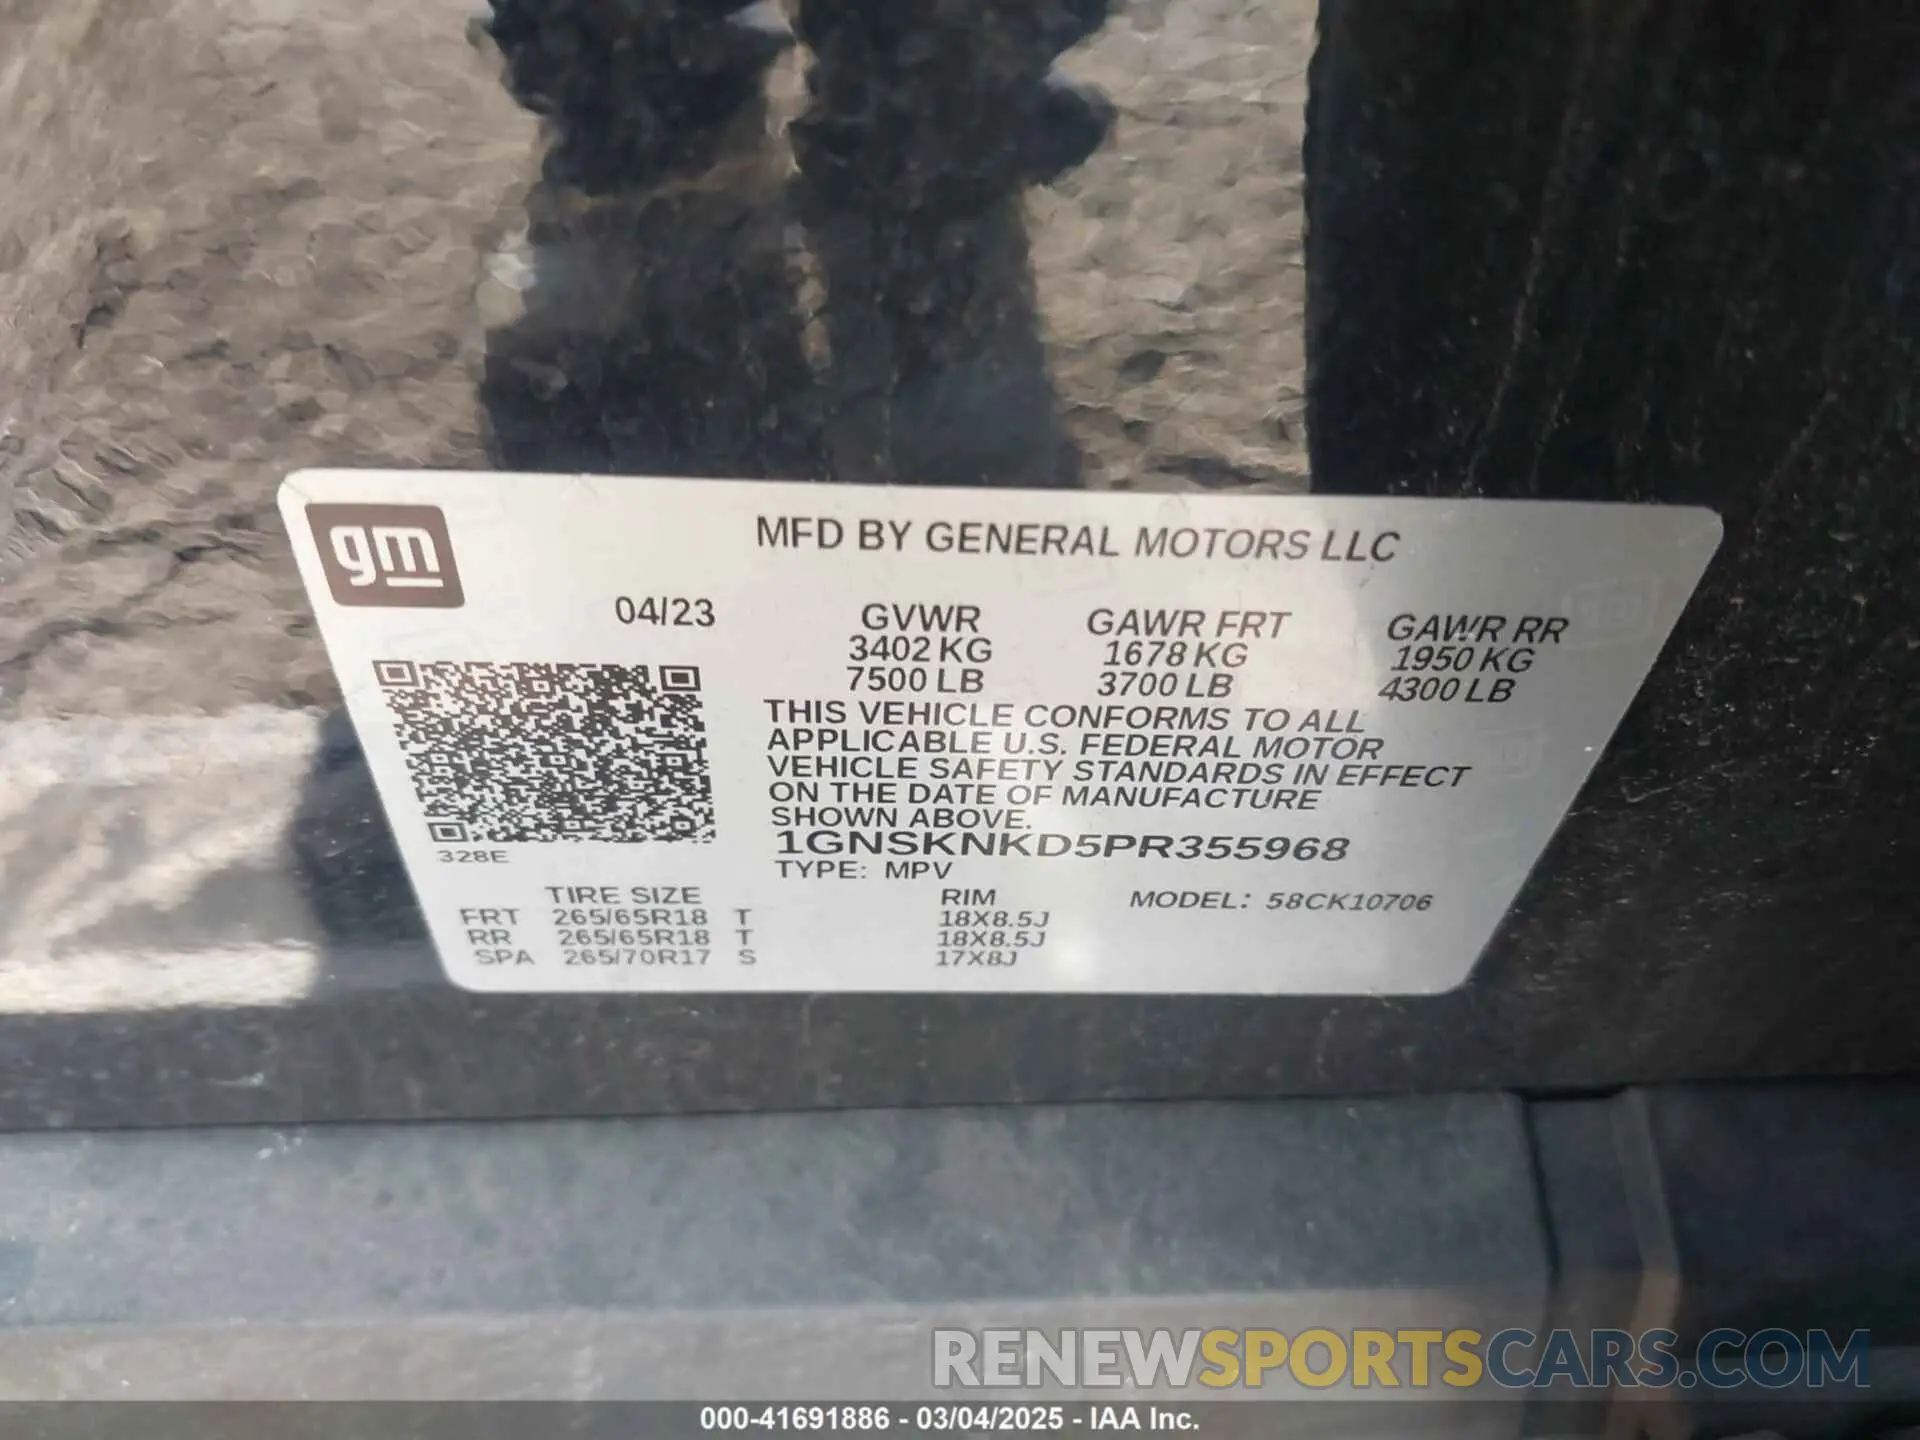 gm
MFD BY GENERAL MOTORS LLC
04/23
GVWR GAWR FRT GAWR RR
3402 KG 1678 KG 1950 KG
7500 LB 3700 LB 4300 LB
THIS VEHICLE CONFORMS TO ALL
APPLICABLE U.S. FEDERAL MOTOR
VEHICLE SAFETY STANDARDS IN EFFECT
ON THE DATE OF MANUFACTURE
SHOWN ABOVE.
1GNSKNKD5PR355968
328E
TYPE: MPV
TIRE SIZE RIM MODEL: 58CK10706
FRT 265/65R18 T 18X8.5J
RR 265/65R18 T 18X8.5J
SPA 265/70R17 S 17X8J
RENEWSPORTSCARS.COM
000-41691886 - 03/04/2025 - IAA Inc.